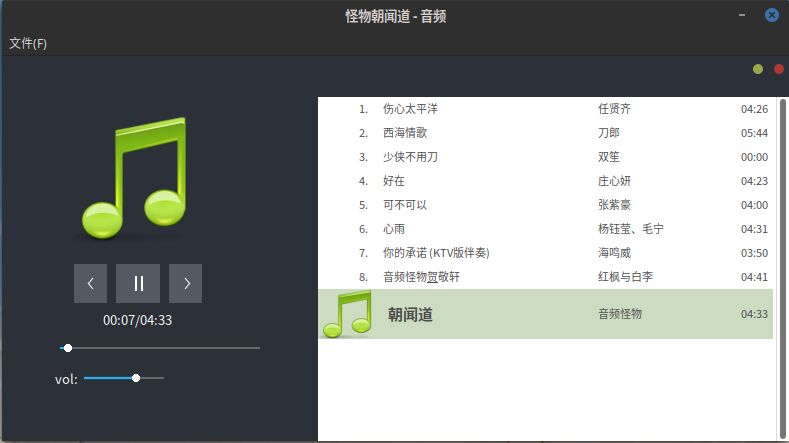 怪物朝闻道 - 音频
文件(F)
1. 伤心太平洋 任贤齐 04:26
2. 西海情歌 刀郎 05:44
3. 少侠不用刀 双笙 00:00
4. 好在 庄心妍 04:23
5. 可不可以 张紫豪 04:00
6. 心雨 杨钰莹、毛宁 04:31
7. 你的承诺 (KTV版伴奏) 海鸣威 03:50
8. 音频怪物贺敬轩 红枫与白李 04:41
朝闻道 音频怪物 04:33
00:07/04:33
vol: